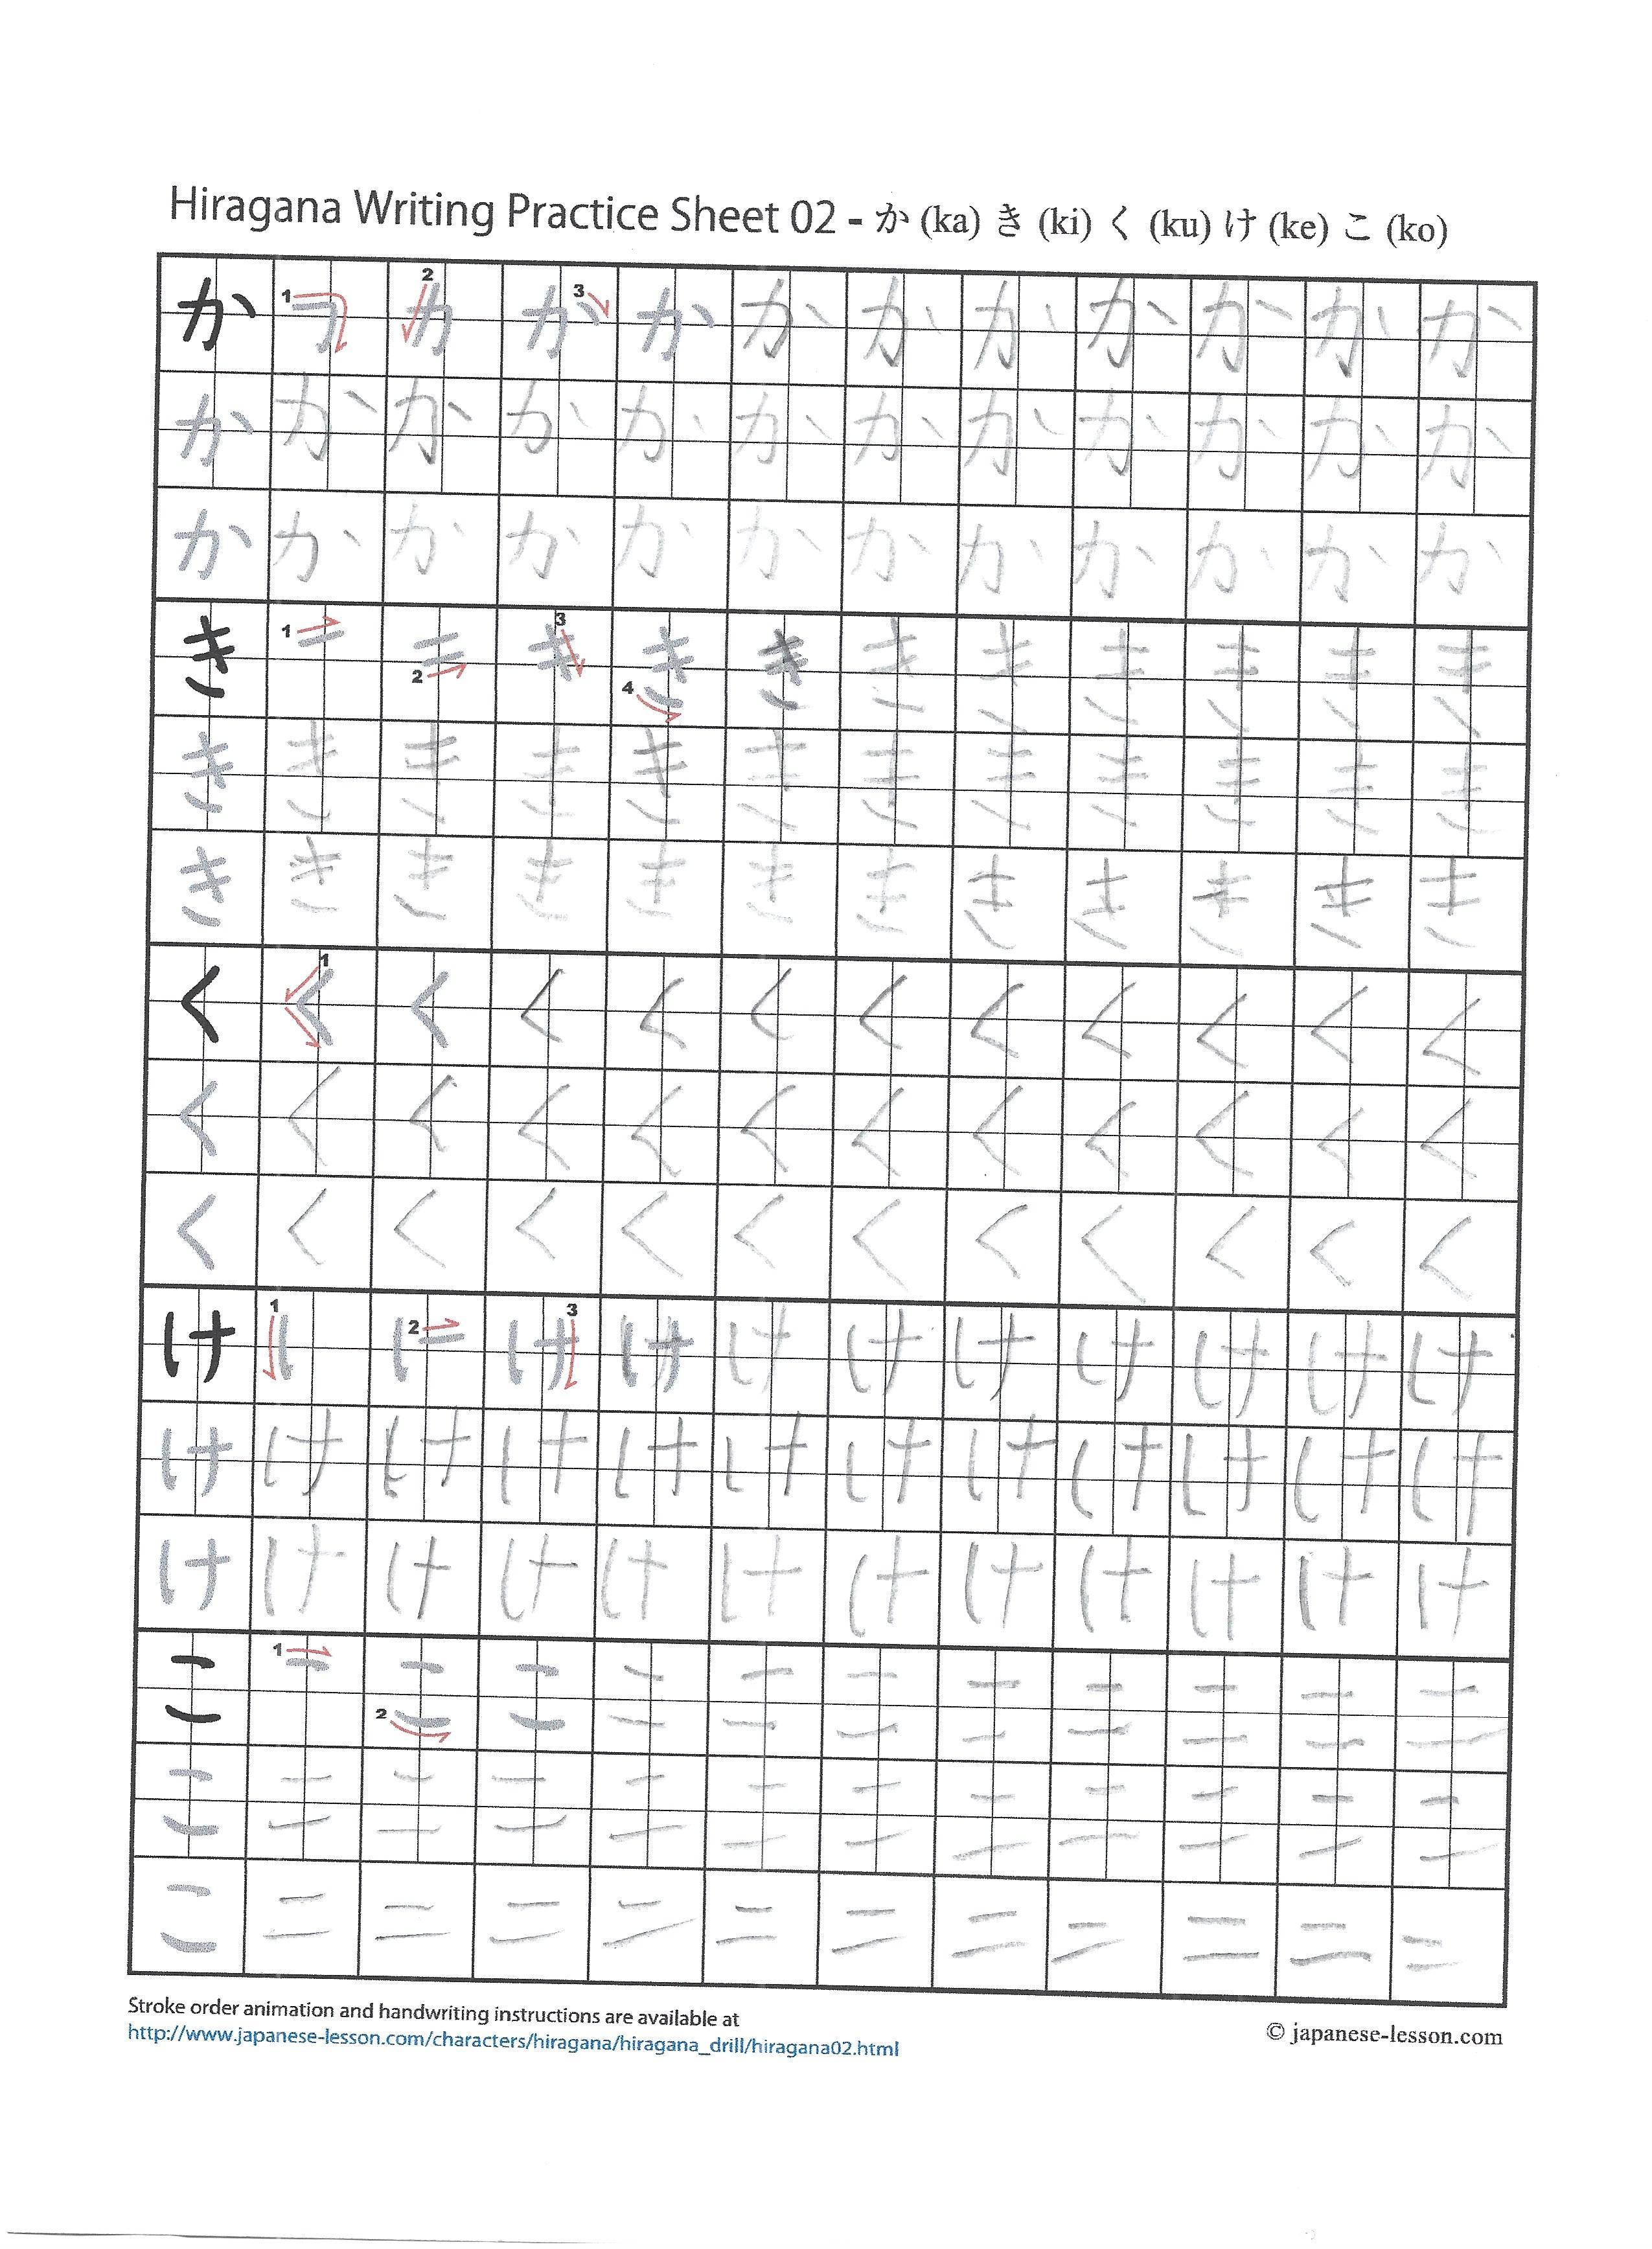 Hiragana Writing Practice Sheet 02 - か (ka) き (ki) く (ku) け (ke) こ (ko)
か 1 2 3 か か か か か か か か か
か か か か か か か か か か か か
か か か か か か か か か か か か
き 1 2 3 4 き き き き き き き き
き き き き き き き き き き き き
き き き き き き き き き き き き
く 1 く く く く く く く く く く く
く く く く く く く く く く く く
く く く く く く く く く く く く
け 1 2 3 け け け け け け け け け
け け け け け け け け け け け け
け け け け け け け け け け け け
こ 1 2 こ こ こ こ こ こ こ こ こ こ
こ こ こ こ こ こ こ こ こ こ こ こ
こ こ こ こ こ こ こ こ こ こ こ こ
Stroke order animation and handwriting instructions are available at
http://www.japanese-lesson.com/characters/hiragana/hiragana_drill/hiragana02.html
© japanese-lesson.com